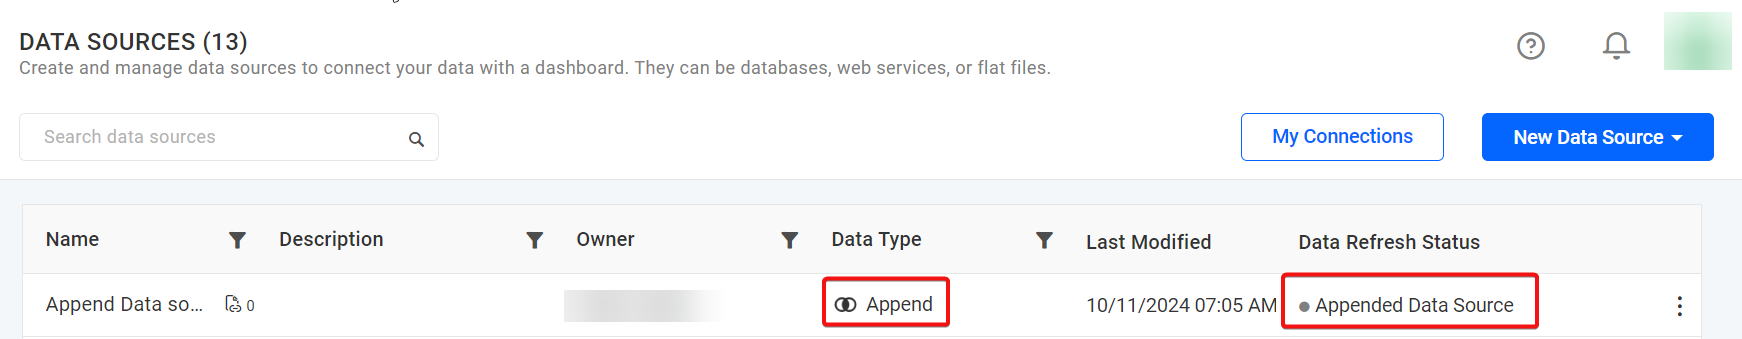 DATA SOURCES (13)
Create and manage data sources to connect your data with a dashboard. They can be databases, web services, or flat files.
Search data sources
My Connections
New Data Source
Name Description Owner Data Type Last Modified Data Refresh Status
Append Data so... 0 Append 10/11/2024 07:05 AM Appended Data Source